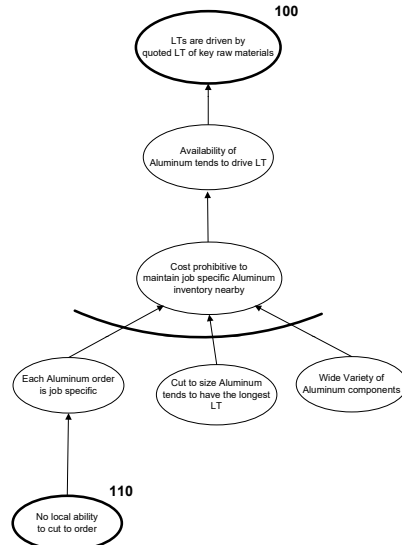 100
LTs are driven by
quoted LT of key raw materials
Availability of
Aluminum tends to drive LT
Cost prohibitive to
maintain job specific Aluminum
inventory nearby
Each Aluminum order
is job specific
Cut to size Aluminum
tends to have the longest
LT
Wide Variety of
Aluminum components
110
No local ability
to cut to order